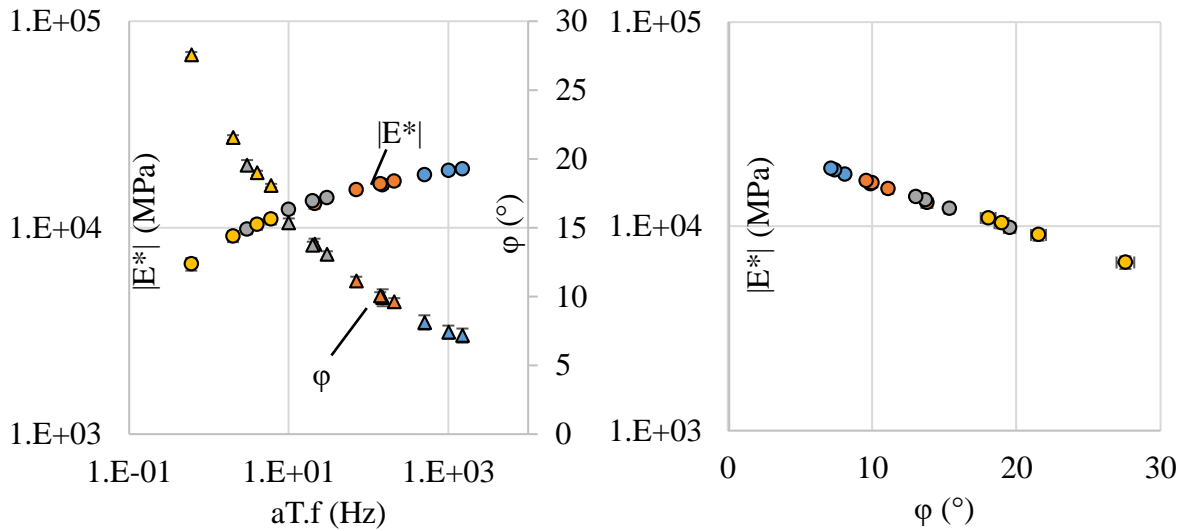 1.E+05
1.E+04
1.E+03
|E*| (MPa)
1.E-01
1.E+01
1.E+03
aT.f (Hz)
30
25
20
15
10
5
0
φ (°)
|E*|
φ
1.E+05
1.E+04
1.E+03
|E*| (MPa)
0
10
20
30
φ (°)